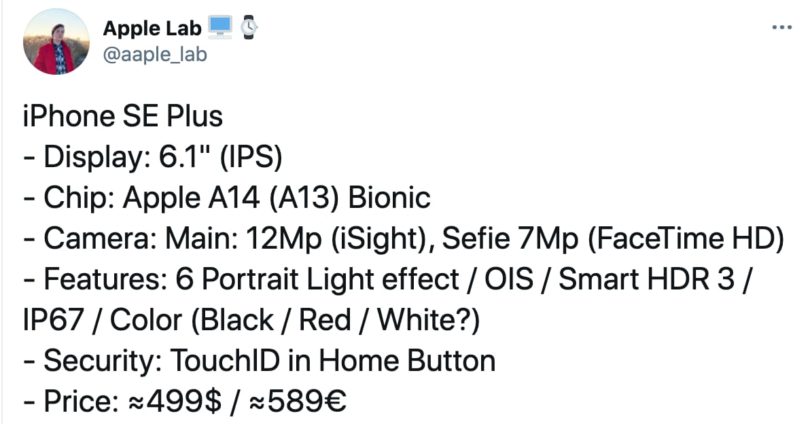 Apple Lab 🖥️ ⌚
@aaple_lab
iPhone SE Plus
- Display: 6.1" (IPS)
- Chip: Apple A14 (A13) Bionic
- Camera: Main: 12Mp (iSight), Sefie 7Mp (FaceTime HD)
- Features: 6 Portrait Light effect / OIS / Smart HDR 3 /
IP67 / Color (Black / Red / White?)
- Security: TouchID in Home Button
- Price: ≈499$ / ≈589€